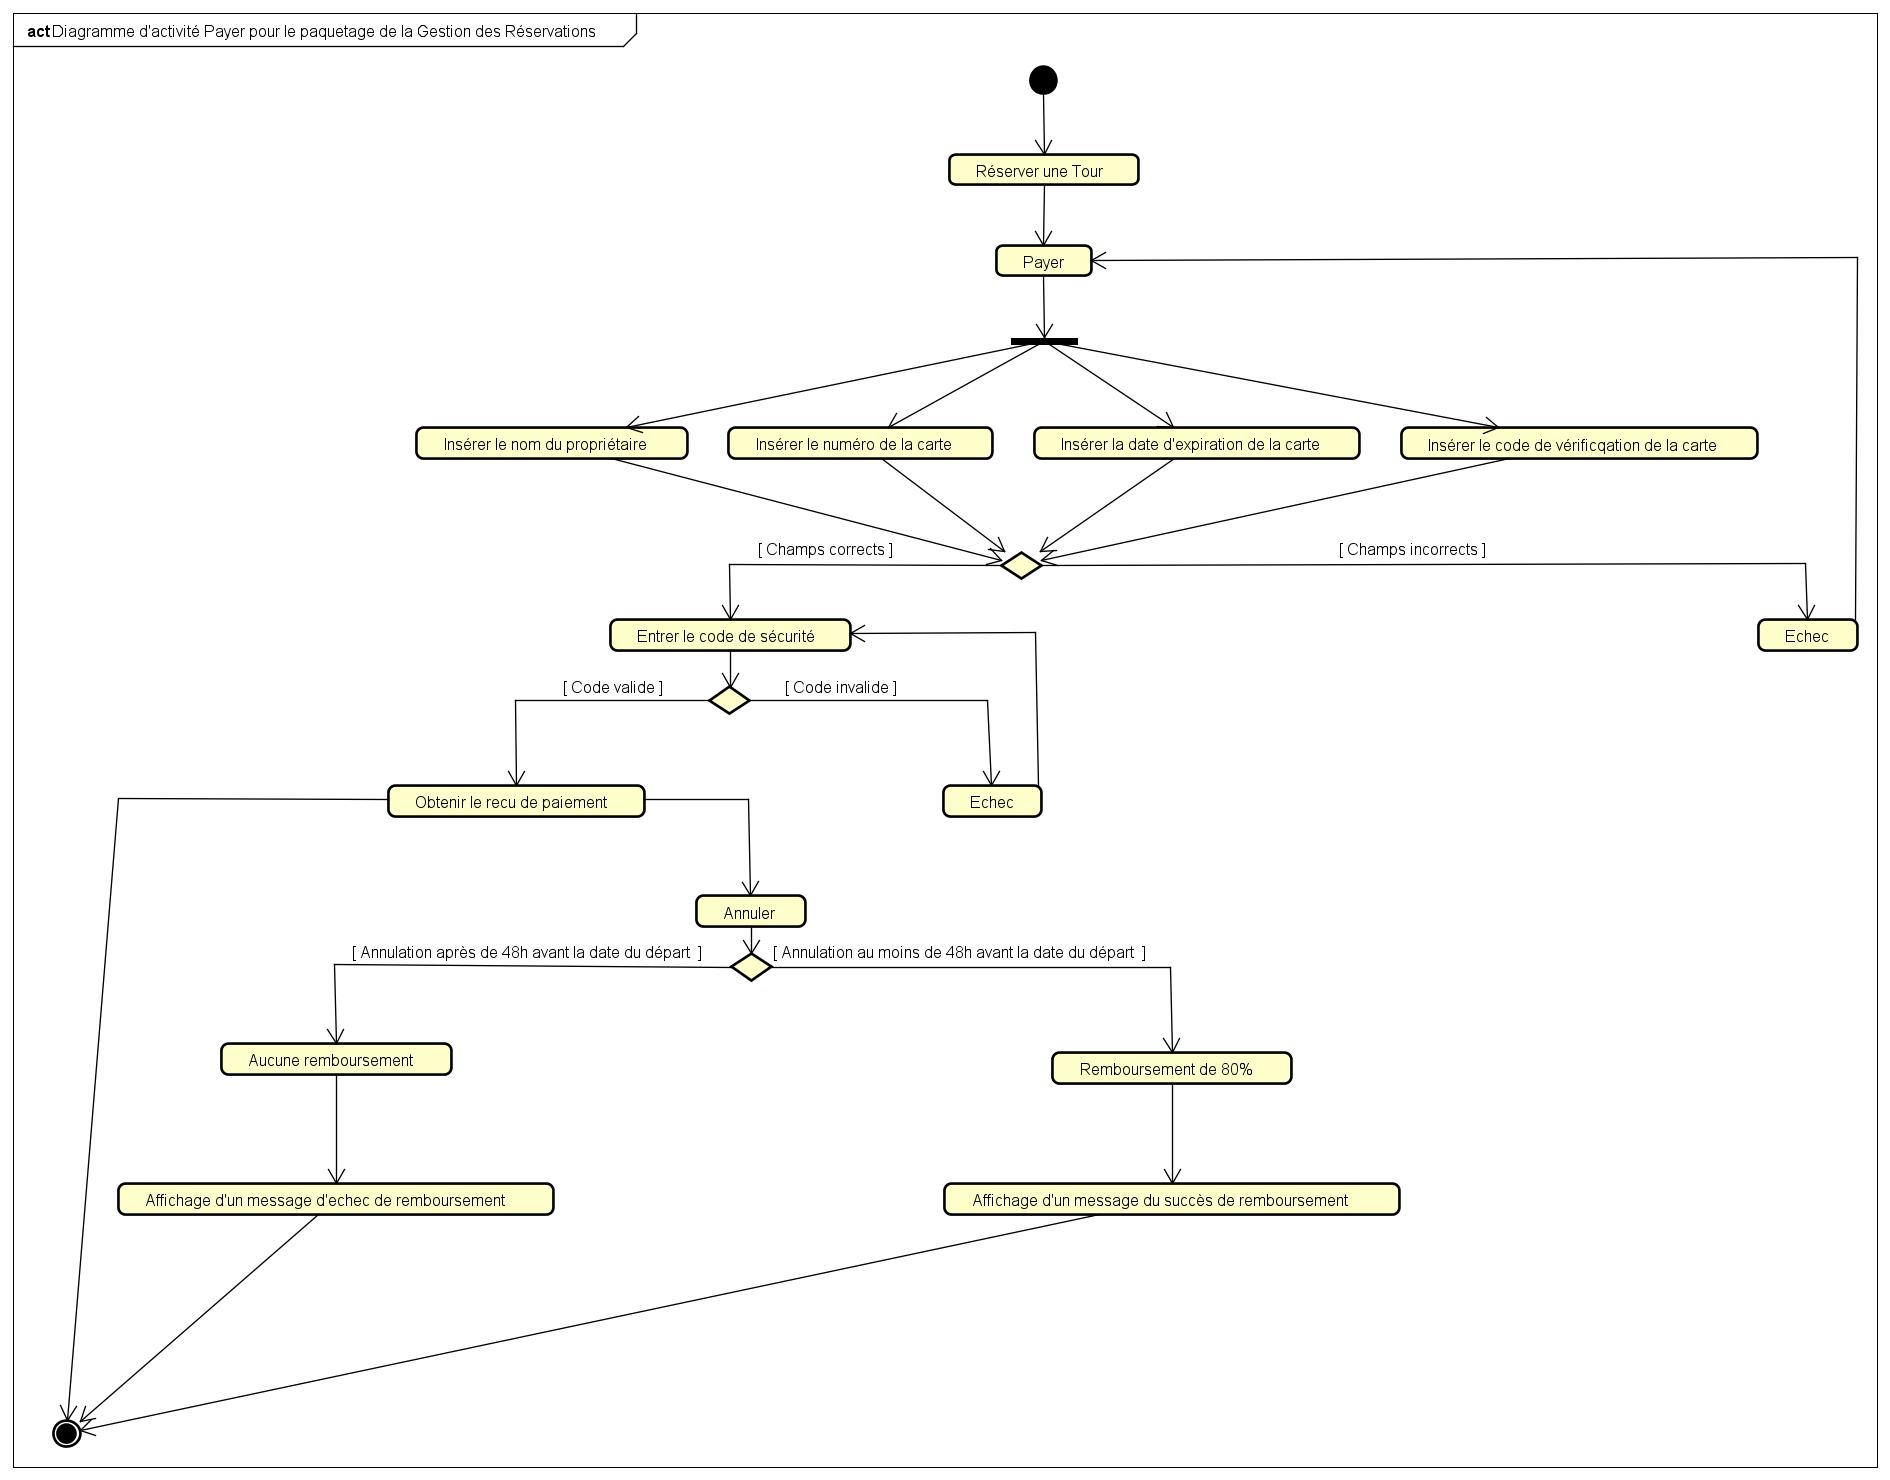 act Diagramme d'activité Payer pour le paquetage de la Gestion des Réservations
Réserver une Tour
Payer
Insérer le nom du propriétaire
Insérer le numéro de la carte
Insérer la date d'expiration de la carte
Insérer le code de vérificqation de la carte
[ Champs corrects ]
[ Champs incorrects ]
Entrer le code de sécurité
Echec
[ Code valide ]
[ Code invalide ]
Obtenir le recu de paiement
Echec
Annuler
[ Annulation après de 48h avant la date du départ ]
[ Annulation au moins de 48h avant la date du départ ]
Aucune remboursement
Remboursement de 80%
Affichage d'un message d'echec de remboursement
Affichage d'un message du succès de remboursement